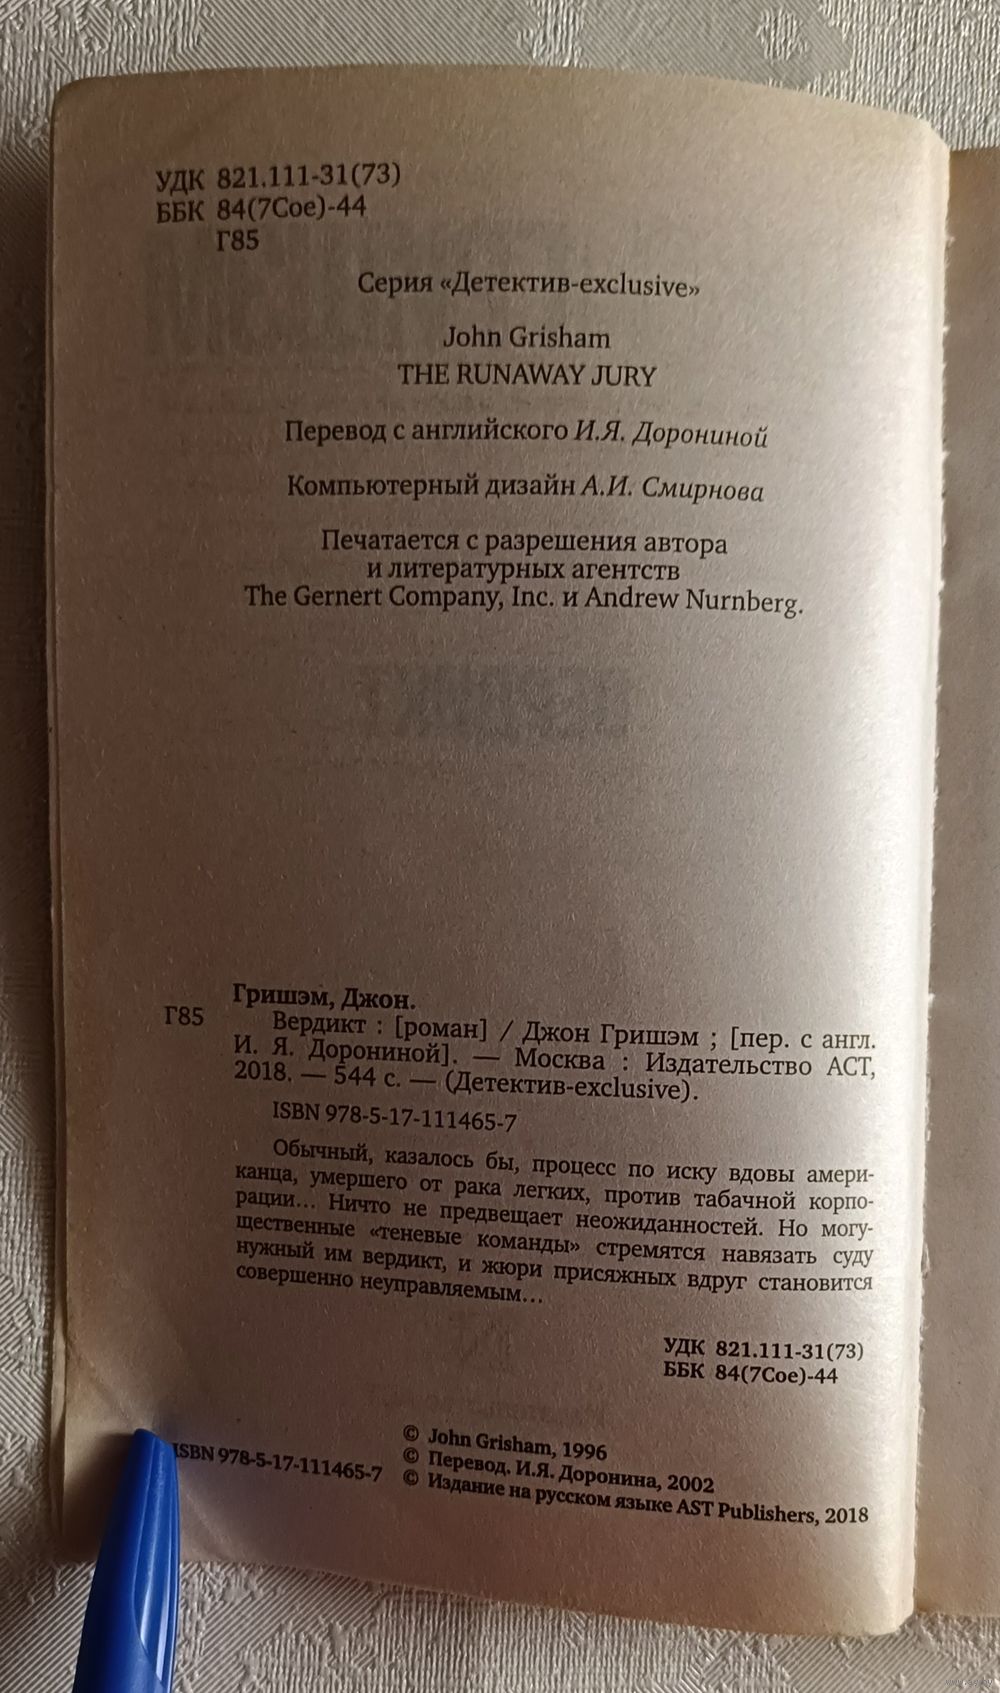 УДК 821.111-31(73)
ББК 84(7Сое)-44
Г85
Серия «Детектив-exclusive»
John Grisham
THE RUNAWAY JURY
Перевод с английского И.Я. Дорониной
Компьютерный дизайн А.И. Смирнова
Печатается с разрешения автора
и литературных агентств
The Gernert Company, Inc. и Andrew Nurnberg.
Гришэм, Джон.
Г85 Вердикт : [роман] / Джон Гришэм ; [пер. с англ.
И. Я. Дорониной]. — Москва : Издательство АСТ,
2018. — 544 с. — (Детектив-exclusive).
ISBN 978-5-17-111465-7
Обычный, казалось бы, процесс по иску вдовы амери-
канца, умершего от рака легких, против табачной корпо-
рации... Ничто не предвещает неожиданностей. Но могу-
щественные «теневые команды» стремятся навязать суду
нужный им вердикт, и жюри присяжных вдруг становится
совершенно неуправляемым...
УДК 821.111-31(73)
ББК 84(7Сое)-44
© John Grisham, 1996
ISBN 978-5-17-111465-7 © Перевод. И.Я. Доронина, 2002
© Издание на русском языке AST Publishers, 2018